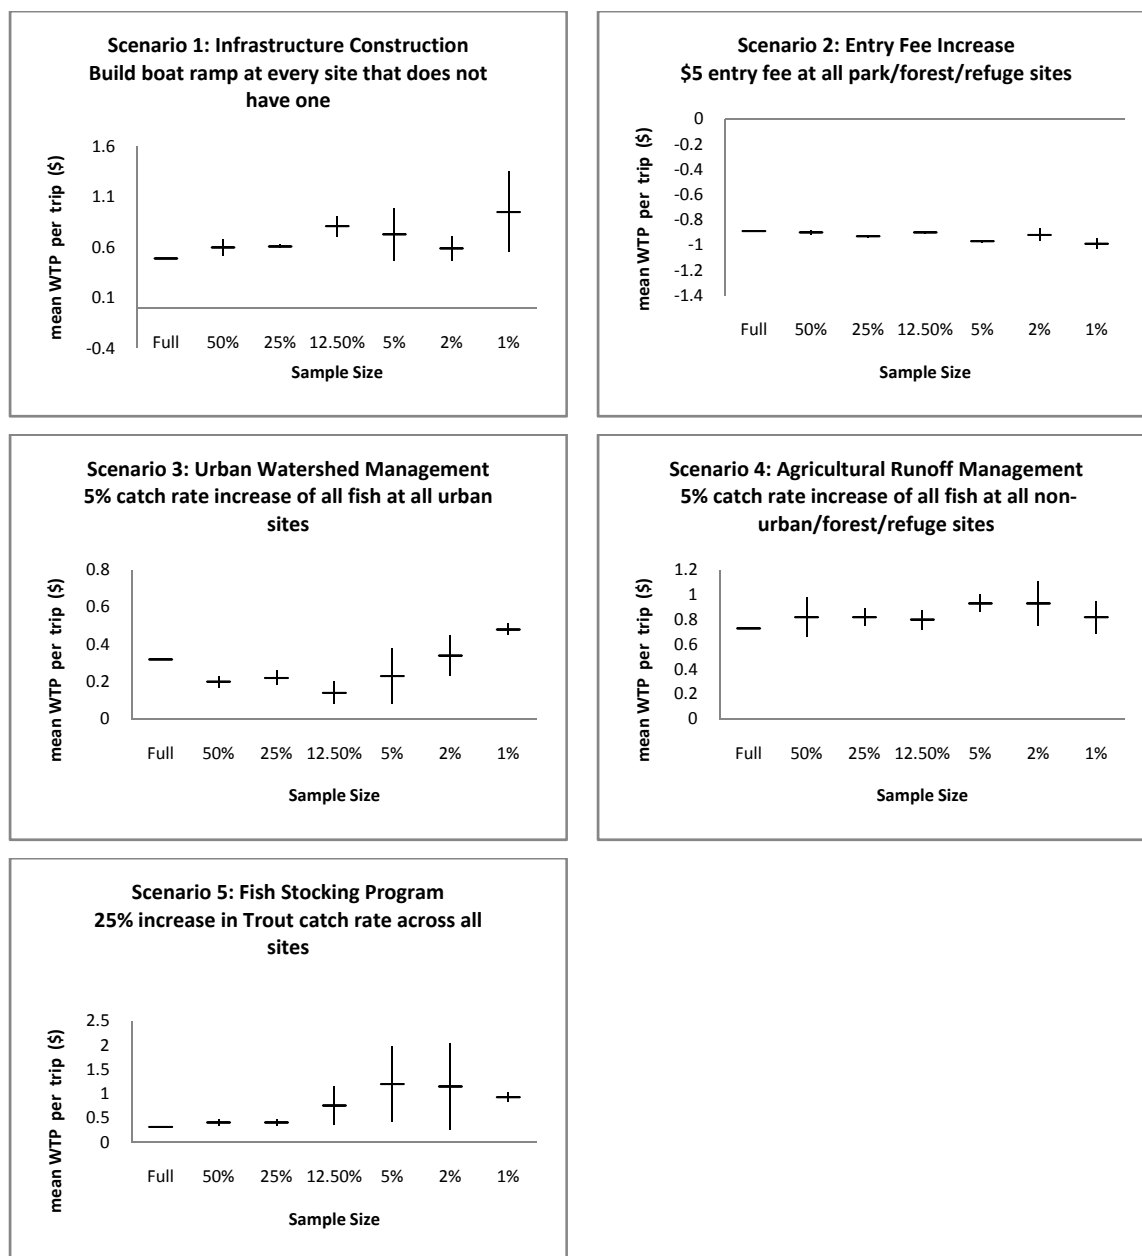 Scenario 1: Infrastructure Construction
Build boat ramp at every site that does not
have one
mean WTP per trip ($)
1.6
1.1
0.6
0.1
-0.4
Full 50% 25% 12.50% 5% 2% 1%
Sample Size
Scenario 2: Entry Fee Increase
$5 entry fee at all park/forest/refuge sites
mean WTP per trip ($)
0
-0.2
-0.4
-0.6
-0.8
-1
-1.2
-1.4
Full 50% 25% 12.50% 5% 2% 1%
Sample Size
Scenario 3: Urban Watershed Management
5% catch rate increase of all fish at all urban
sites
mean WTP per trip ($)
0.8
0.6
0.4
0.2
0
Full 50% 25% 12.50% 5% 2% 1%
Sample Size
Scenario 4: Agricultural Runoff Management
5% catch rate increase of all fish at all non-
urban/forest/refuge sites
mean WTP per trip ($)
1.2
1
0.8
0.6
0.4
0.2
0
Full 50% 25% 12.50% 5% 2% 1%
Sample Size
Scenario 5: Fish Stocking Program
25% increase in Trout catch rate across all
sites
mean WTP per trip ($)
2.5
2
1.5
1
0.5
0
Full 50% 25% 12.50% 5% 2% 1%
Sample Size